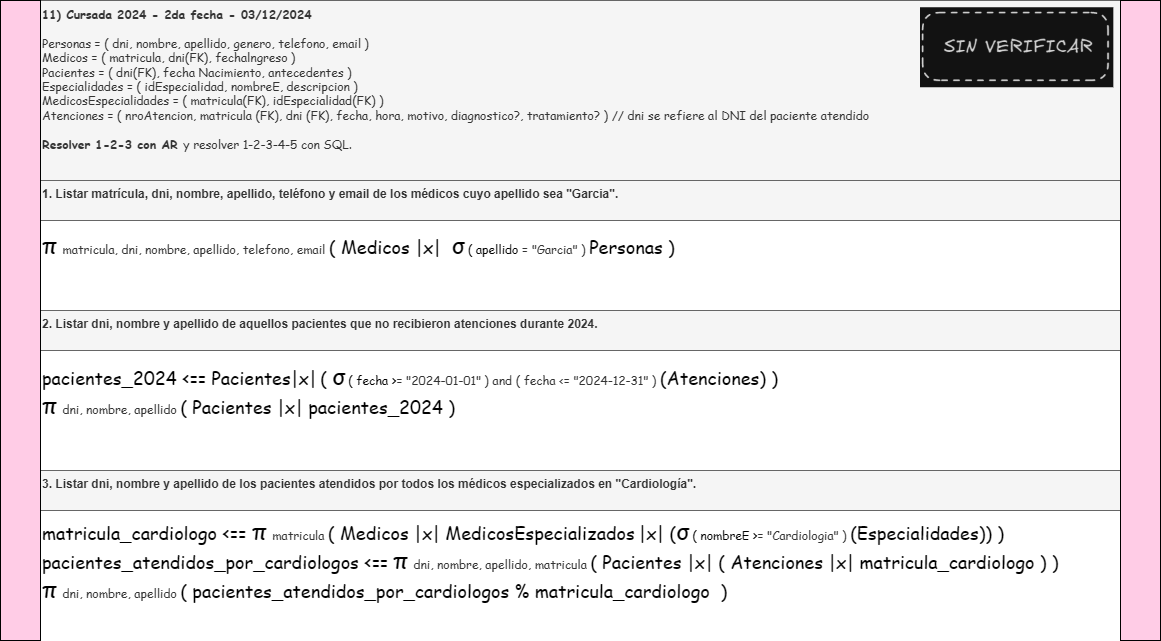 11) Cursada 2024 - 2da fecha - 03/12/2024
SIN VERIFICAR
Personas = ( dni, nombre, apellido, genero, telefono, email )
Medicos = ( matricula, dni(FK), fechaIngreso )
Pacientes = ( dni(FK), fecha Nacimiento, antecedentes )
Especialidades = ( idEspecialidad, nombreE, descripcion )
MedicosEspecialidades = ( matricula(FK), idEspecialidad(FK) )
Atenciones = ( nroAtencion, matricula (FK), dni (FK), fecha, hora, motivo, diagnostico?, tratamiento? ) // dni se refiere al DNI del paciente atendido
Resolver 1-2-3 con AR y resolver 1-2-3-4-5 con SQL.
1. Listar matrícula, dni, nombre, apellido, teléfono y email de los médicos cuyo apellido sea "Garcia".
π matricula, dni, nombre, apellido, telefono, email ( Medicos |x| σ ( apellido = "Garcia" ) Personas )
2. Listar dni, nombre y apellido de aquellos pacientes que no recibieron atenciones durante 2024.
pacientes_2024 <== Pacientes|x| ( σ ( fecha >= "2024-01-01" ) and ( fecha <= "2024-12-31" ) (Atenciones) )
π dni, nombre, apellido ( Pacientes |x| pacientes_2024 )
3. Listar dni, nombre y apellido de los pacientes atendidos por todos los médicos especializados en "Cardiología".
matricula_cardiologo <== π matricula ( Medicos |x| MedicosEspecializados |x| (σ ( nombreE >= "Cardiologia" ) (Especialidades)) )
pacientes_atendidos_por_cardiologos <== π dni, nombre, apellido, matricula ( Pacientes |x| ( Atenciones |x| matricula_cardiologo ) )
π dni, nombre, apellido ( pacientes_atendidos_por_cardiologos % matricula_cardiologo )